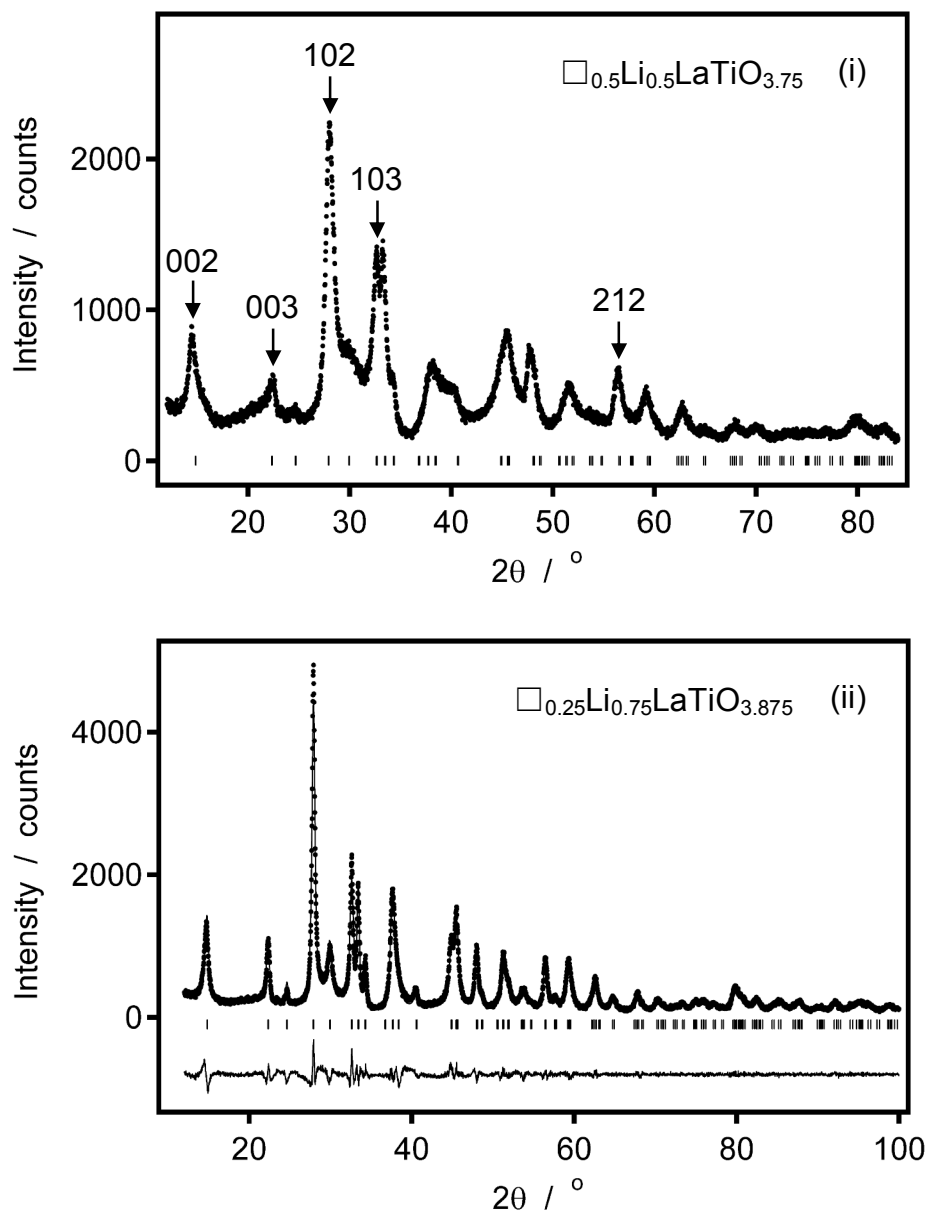 102
□0.5Li0.5LaTiO3.75 (i)
2000
103
002
003
212
1000
0
Intensity / counts
20 30 40 50 60 70 80
2θ / °
□0.25Li0.75LaTiO3.875 (ii)
4000
2000
0
Intensity / counts
20 40 60 80 100
2θ / °